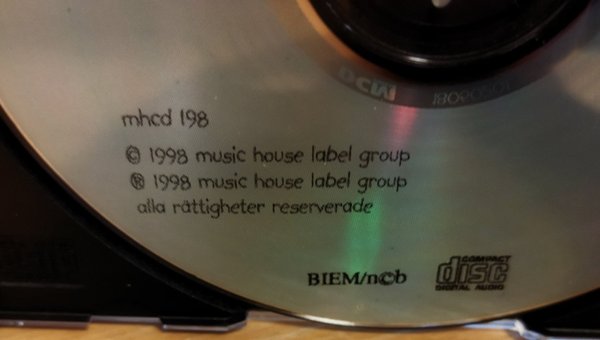 mhcd 198
© 1998 music house label group
® 1998 music house label group
alla rättigheter reserverade
BIEM/n©b
COMPACT
disc
DIGITAL AUDIO